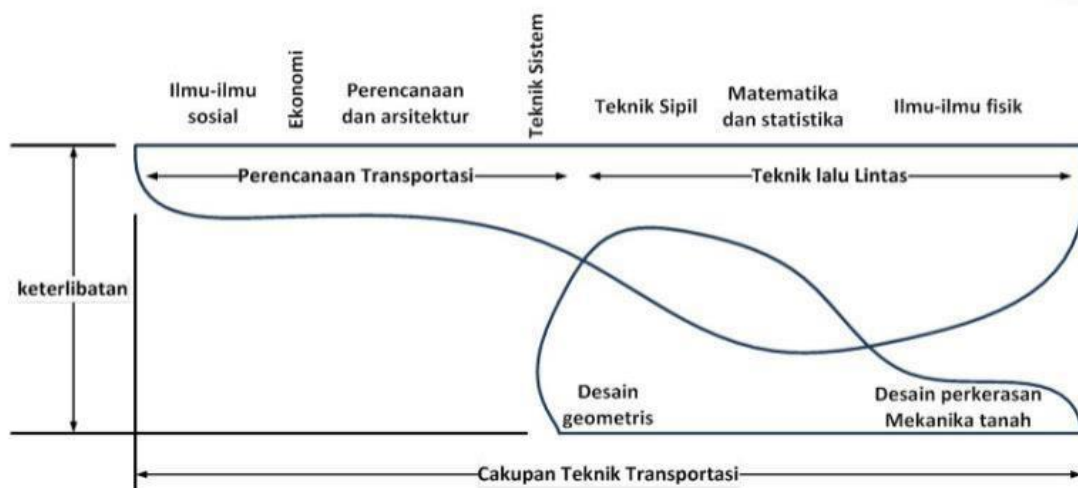 Ilmu-ilmu
sosial
Ekonomi
Perencanaan
dan arsitektur
Teknik Sistem
Teknik Sipil
Matematika
dan statistika
Ilmu-ilmu fisik
Perencanaan Transportasi
Teknik lalu Lintas
keterlibatan
Desain
geometris
Desain perkerasan
Mekanika tanah
Cakupan Teknik Transportasi